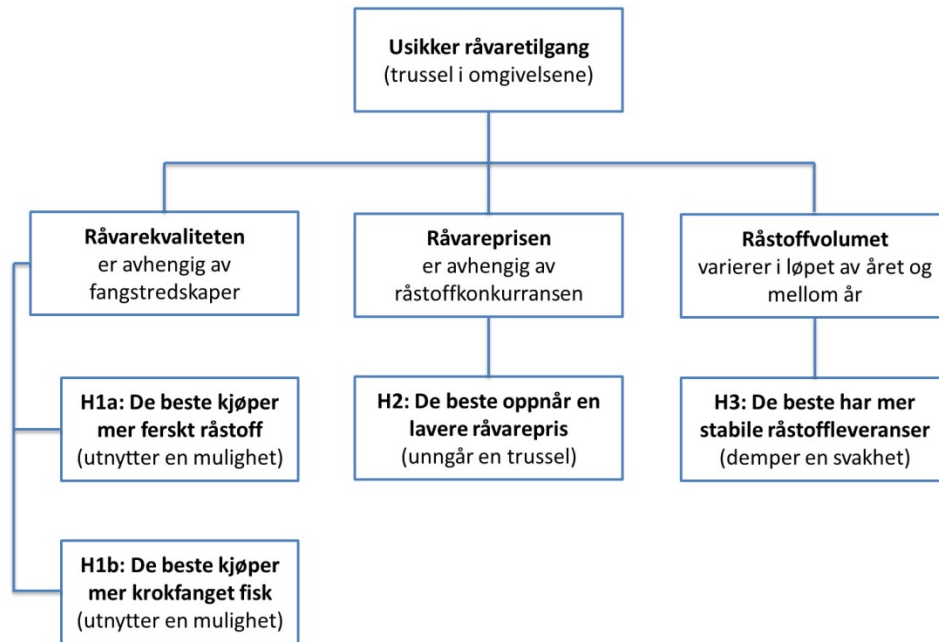 Usikker råvaretilgang
(trussel i omgivelsene)
Råvarekvaliteten
er avhengig av
fangstredskaper
Råvareprisen
er avhengig av
råstoffkonkurransen
Råstoffvolumet
varierer i løpet av året og
mellom år
H1a: De beste kjøper
mer ferskt råstoff
(utnytter en mulighet)
H2: De beste oppnår en
lavere råvarepris
(unngår en trussel)
H3: De beste har mer
stabile råstoffleveranser
(demper en svakhet)
H1b: De beste kjøper
mer krokfanget fisk
(utnytter en mulighet)